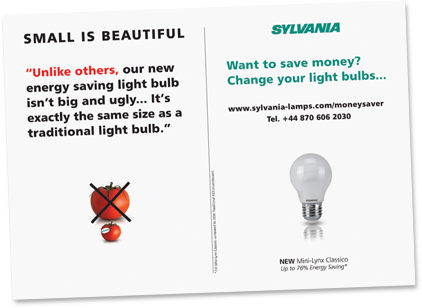 SMALL IS BEAUTIFUL
“Unlike others, our new
energy saving light bulb
isn’t big and ugly... It’s
exactly the same size as a
traditional light bulb.”
SYLVANIA
Want to save money?
Change your light bulbs...
www.sylvania-lamps.com/moneysaver
Tel. +44 870 606 2030
NEW Mini-Lynx Classico
Up to 76% Energy Saving*